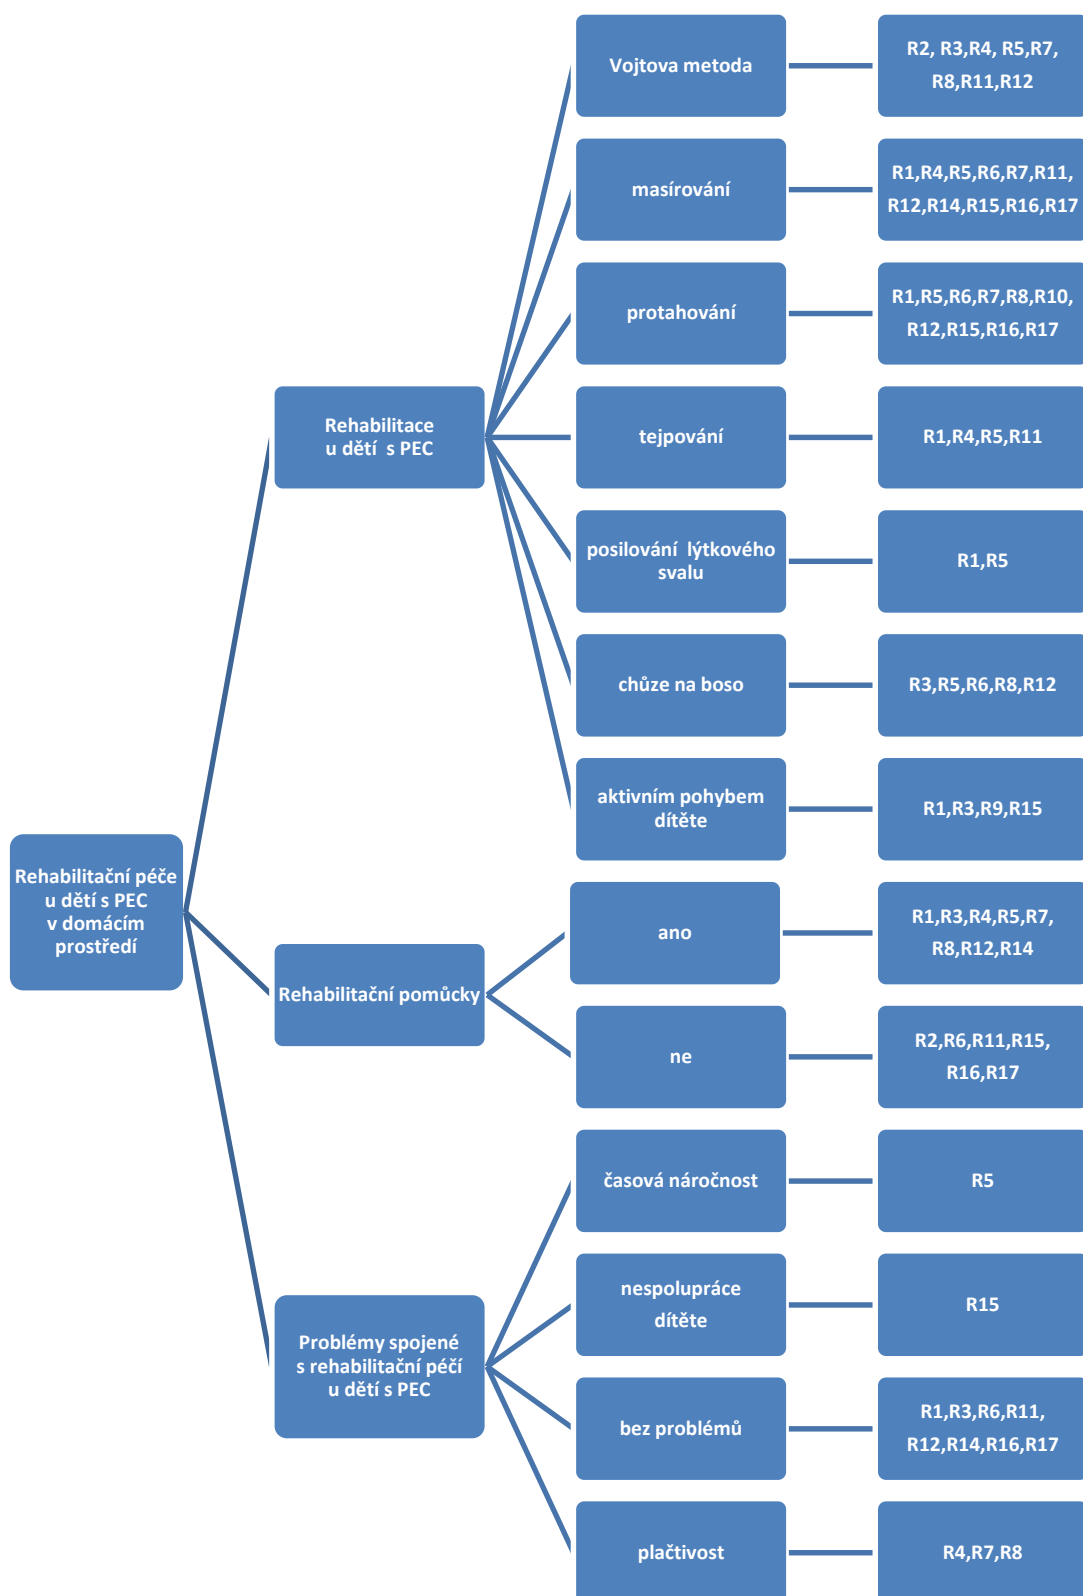 Rehabilitační péče
u dětí s PEC
v domácím
prostředí
Rehabilitace
u dětí  s PEC
Vojtova metoda
R2, R3,R4, R5,R7,
R8,R11,R12
masírování
R1,R4,R5,R6,R7,R11,
R12,R14,R15,R16,R17
protahování
R1,R5,R6,R7,R8,R10,
R12,R15,R16,R17
tejpování
R1,R4,R5,R11
posilování  lýtkového
svalu
R1,R5
chůze na boso
R3,R5,R6,R8,R12
aktivním pohybem
dítěte
R1,R3,R9,R15
Rehabilitační pomůcky
ano
R1,R3,R4,R5,R7,
R8,R12,R14
ne
R2,R6,R11,R15,
R16,R17
Problémy spojené
s rehabilitační péčí
u dětí s PEC
časová náročnost
R5
nespolupráce
dítěte
R15
bez problémů
R1,R3,R6,R11,
R12,R14,R16,R17
plačtivost
R4,R7,R8